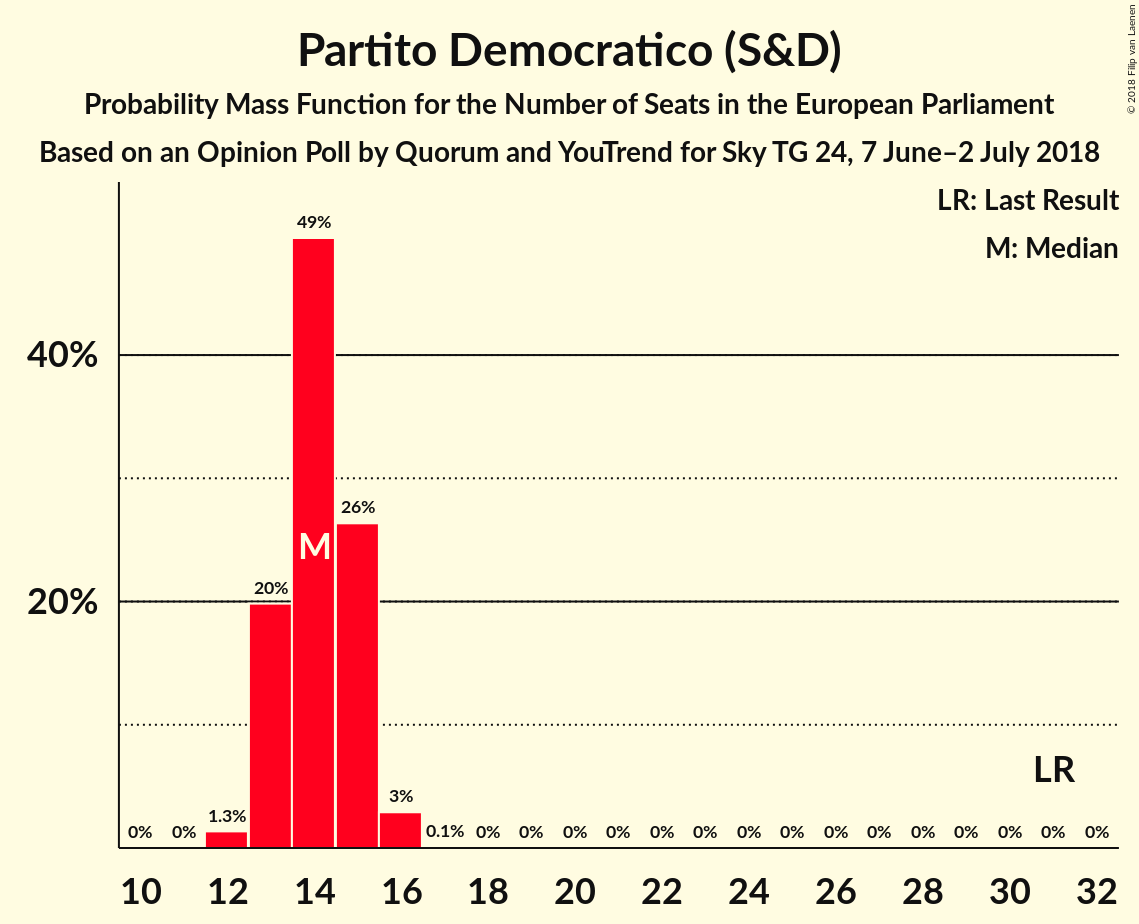 Partito Democratico (S&D)
Probability Mass Function for the Number of Seats in the European Parliament
Based on an Opinion Poll by Quorum and YouTrend for Sky TG 24, 7 June–2 July 2018
© 2018 Filip van Laenen
LR: Last Result
M: Median
49%
40%
26%
M
20%
20%
LR
3%
1.3%
0% 0% 0.1% 0% 0% 0% 0% 0% 0% 0% 0% 0% 0% 0% 0% 0% 0% 0%
10 12 14 16 18 20 22 24 26 28 30 32